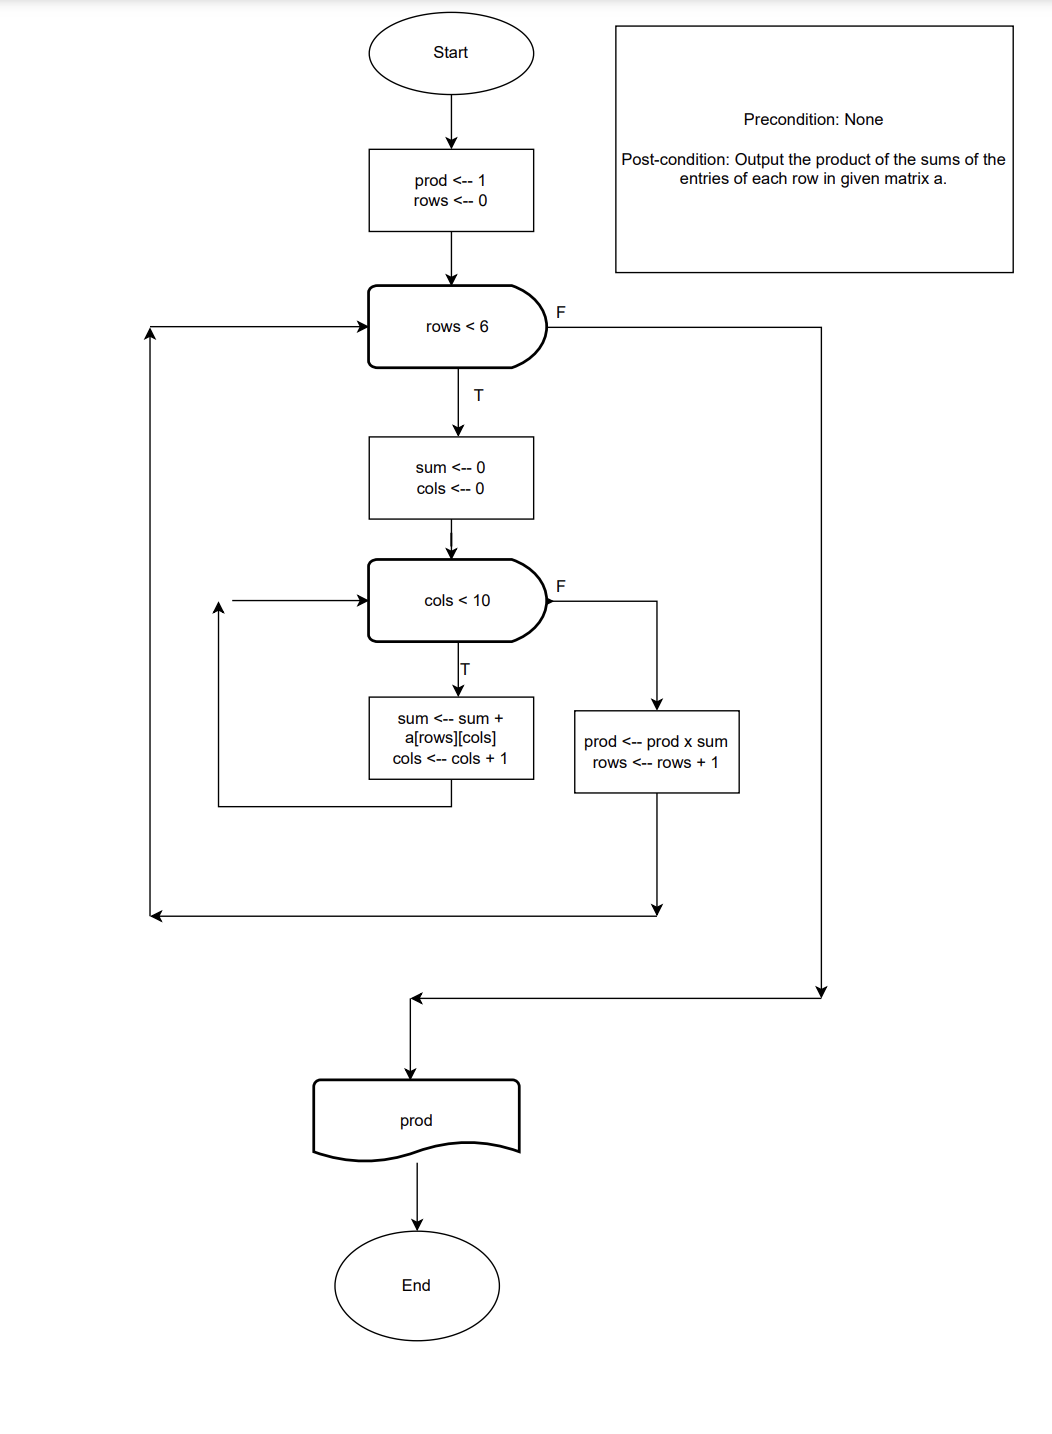 Start
Precondition: None
Post-condition: Output the product of the sums of the
entries of each row in given matrix a.
prod <-- 1
rows <-- 0
rows < 6
F
T
sum <-- 0
cols <-- 0
cols < 10
F
T
sum <-- sum +
a[rows][cols]
cols <-- cols + 1
prod <-- prod x sum
rows <-- rows + 1
prod
End